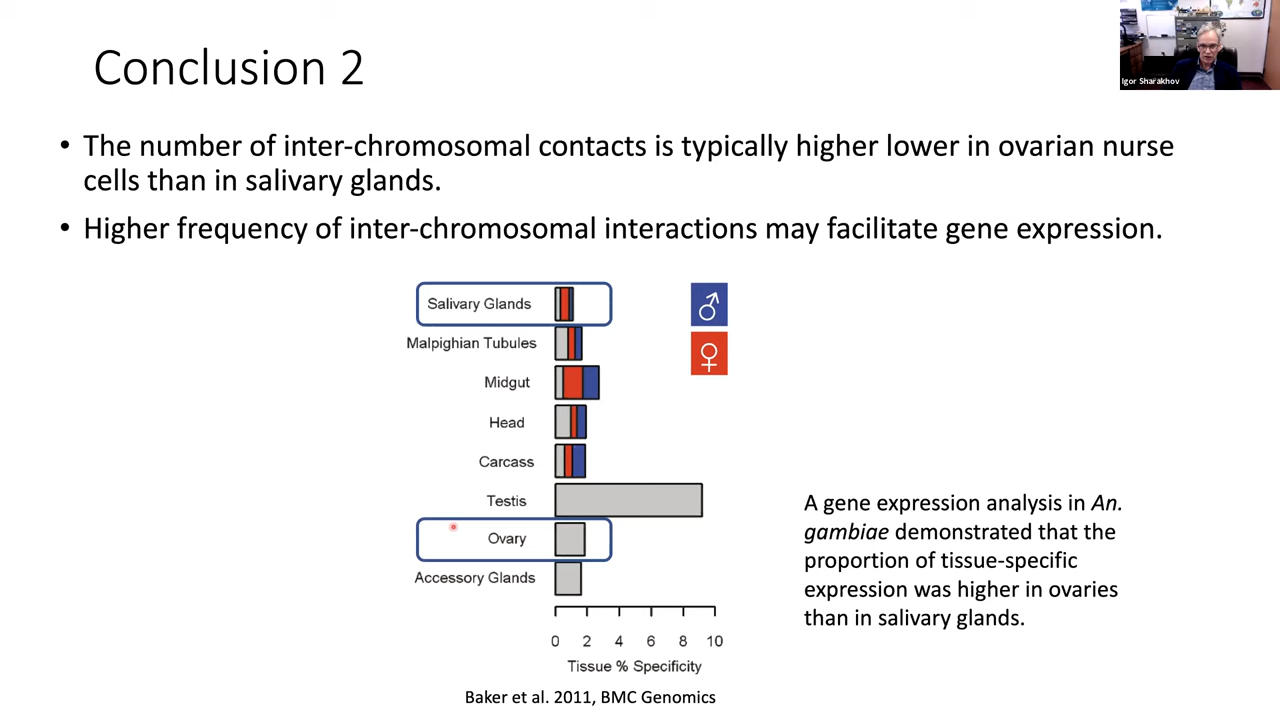 Conclusion 2
Igor Sharakhov
• The number of inter-chromosomal contacts is typically higher lower in ovarian nurse
cells than in salivary glands.
• Higher frequency of inter-chromosomal interactions may facilitate gene expression.
Salivary Glands
♂
Malpighian Tubules
♀
Midgut
Head
Carcass
Testis
Ovary
Accessory Glands
0 2 4 6 8 10
Tissue % Specificity
Baker et al. 2011, BMC Genomics
A gene expression analysis in An.
gambiae demonstrated that the
proportion of tissue-specific
expression was higher in ovaries
than in salivary glands.